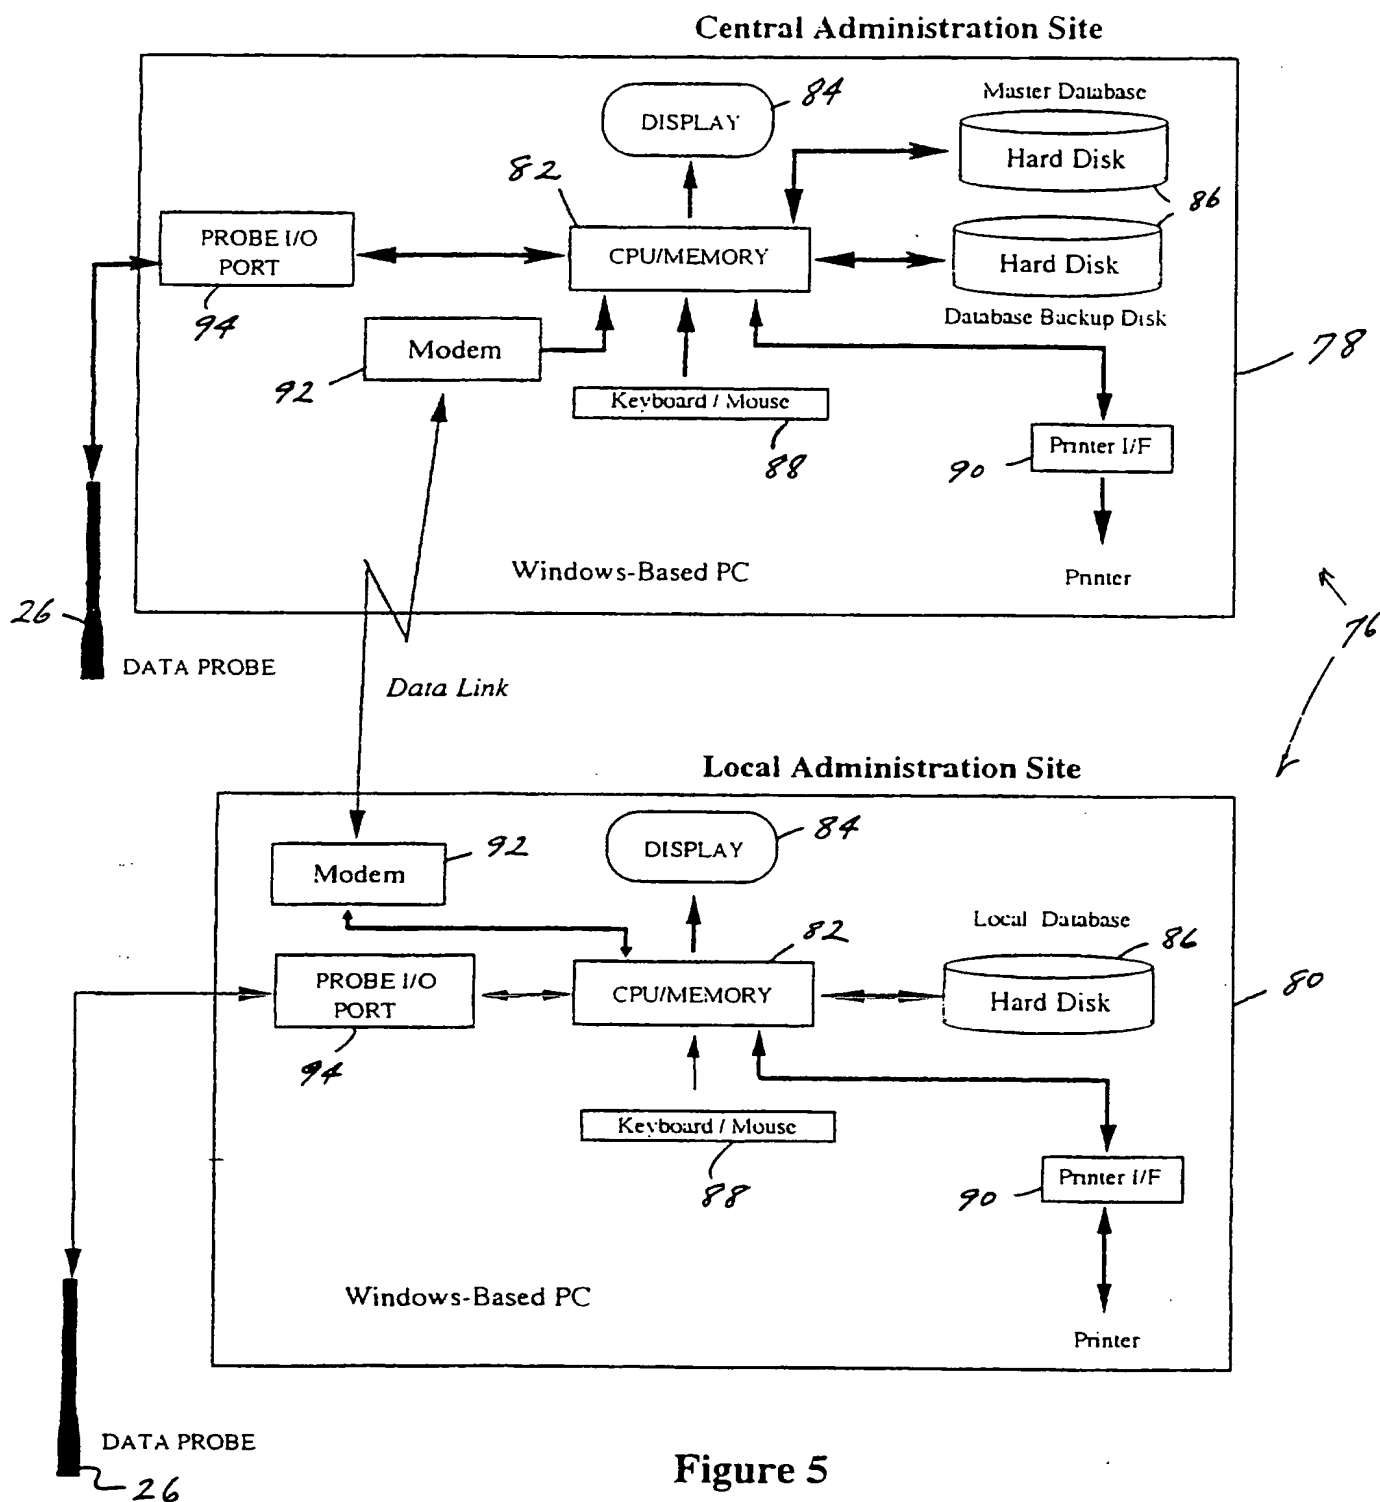 Central Administration Site
84
Master Database
DISPLAY
Hard Disk
82
86
PROBE I/O
PORT
CPU/MEMORY
Hard Disk
94
Database Backup Disk
Modem
78
92
Keyboard / Mouse
88
Printer I/F
90
Windows-Based PC
Printer
26
76
DATA PROBE
Data Link
Local Administration Site
84
92
DISPLAY
Modem
82
Local Database
86
PROBE I/O
PORT
CPU/MEMORY
Hard Disk
80
94
Keyboard / Mouse
88
Printer I/F
90
Windows-Based PC
Printer
DATA PROBE
26
Figure 5